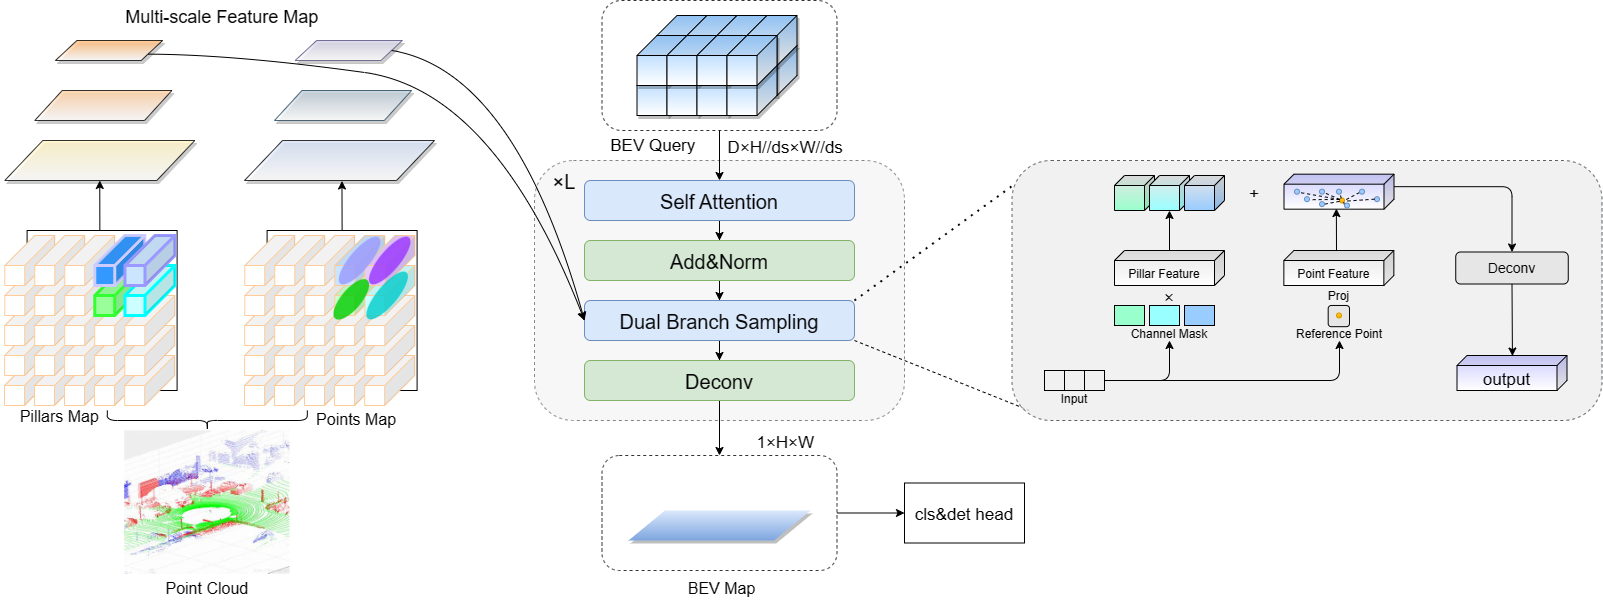 Multi-scale Feature Map
BEV Query
D×H//ds×W//ds
×L
Self Attention
Add&Norm
Dual Branch Sampling
Deconv
1×H×W
BEV Map
cls&det head
Pillars Map
Points Map
Point Cloud
+
Pillar Feature
Point Feature
Deconv
×
Proj
Channel Mask
Reference Point
Input
output